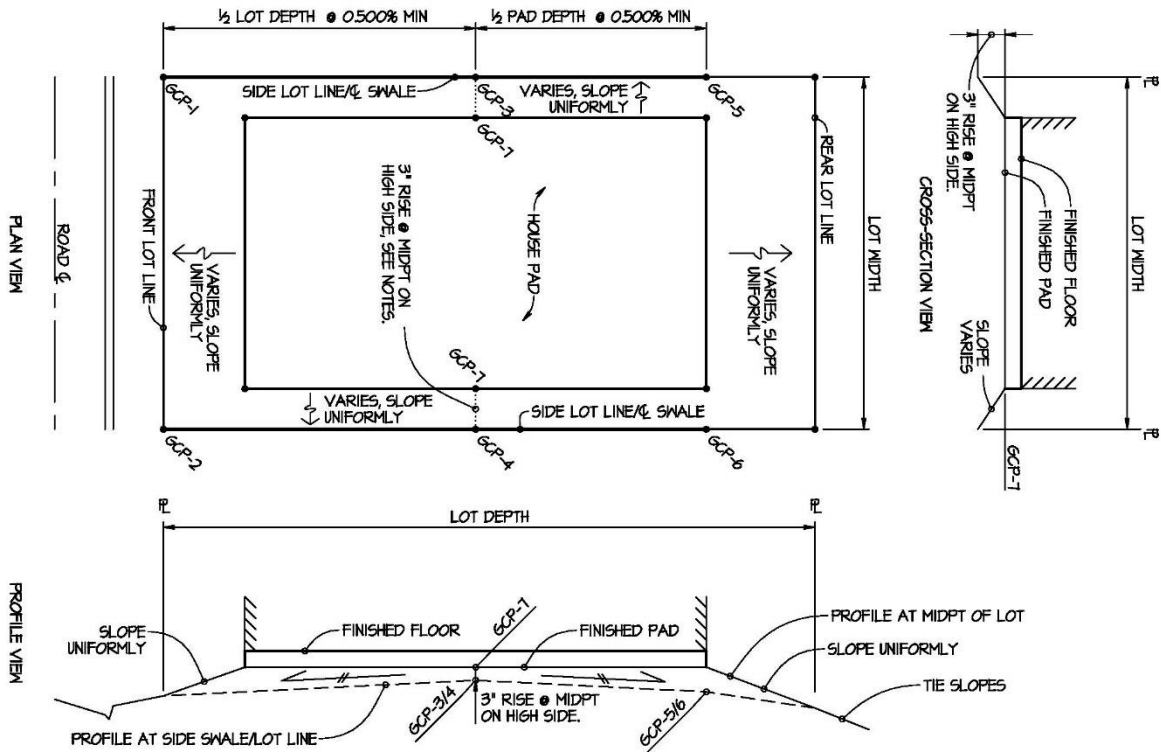 ½ LOT DEPTH @ 0.500% MIN
½ PAD DEPTH @ 0.500% MIN
GCP-1
SIDE LOT LINE/℄ SWALE
GCP-3
VARIES, SLOPE
UNIFORMLY
GCP-5
GCP-7
3" RISE @ MIDPT ON
HIGH SIDE, SEE NOTES.
HOUSE PAD
VARIES, SLOPE
UNIFORMLY
VARIES, SLOPE
UNIFORMLY
FRONT LOT LINE
ROAD ℄
PLAN VIEW
REAR LOT LINE
LOT WIDTH
GCP-7
VARIES, SLOPE
UNIFORMLY
SIDE LOT LINE/℄ SWALE
GCP-2
GCP-4
GCP-6
3" RISE @ MIDPT
ON HIGH SIDE.
CROSS-SECTION VIEW
FINISHED PAD
FINISHED FLOOR
LOT WIDTH
SLOPE
VARIES
GCP-7
PL
PL
PL
PL
LOT DEPTH
PROFILE VIEW
SLOPE
UNIFORMLY
FINISHED FLOOR
GCP-7
FINISHED PAD
PROFILE AT MIDPT OF LOT
SLOPE UNIFORMLY
TIE SLOPES
GCP-3/4
3" RISE @ MIDPT
ON HIGH SIDE.
GCP-5/6
PROFILE AT SIDE SWALE/LOT LINE